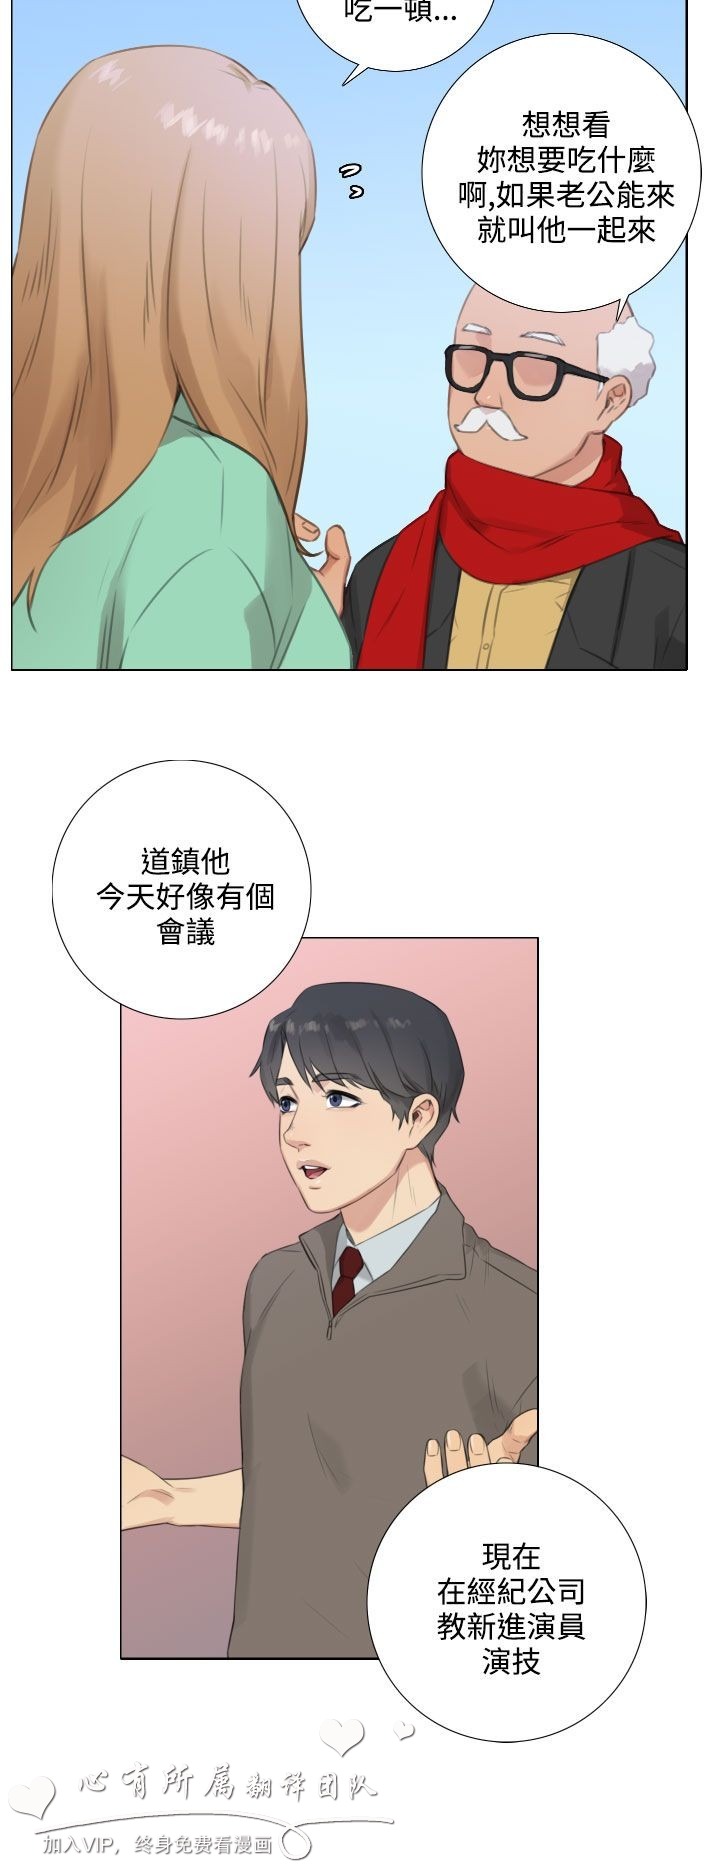 吃一頓...
想想看
妳想要吃什麼
啊,如果老公能來
就叫他一起來
道鎮他
今天好像有個
會議
現在
在經紀公司
教新進演員
演技
心有所属翻译团队
加入VIP，终身免费看漫画